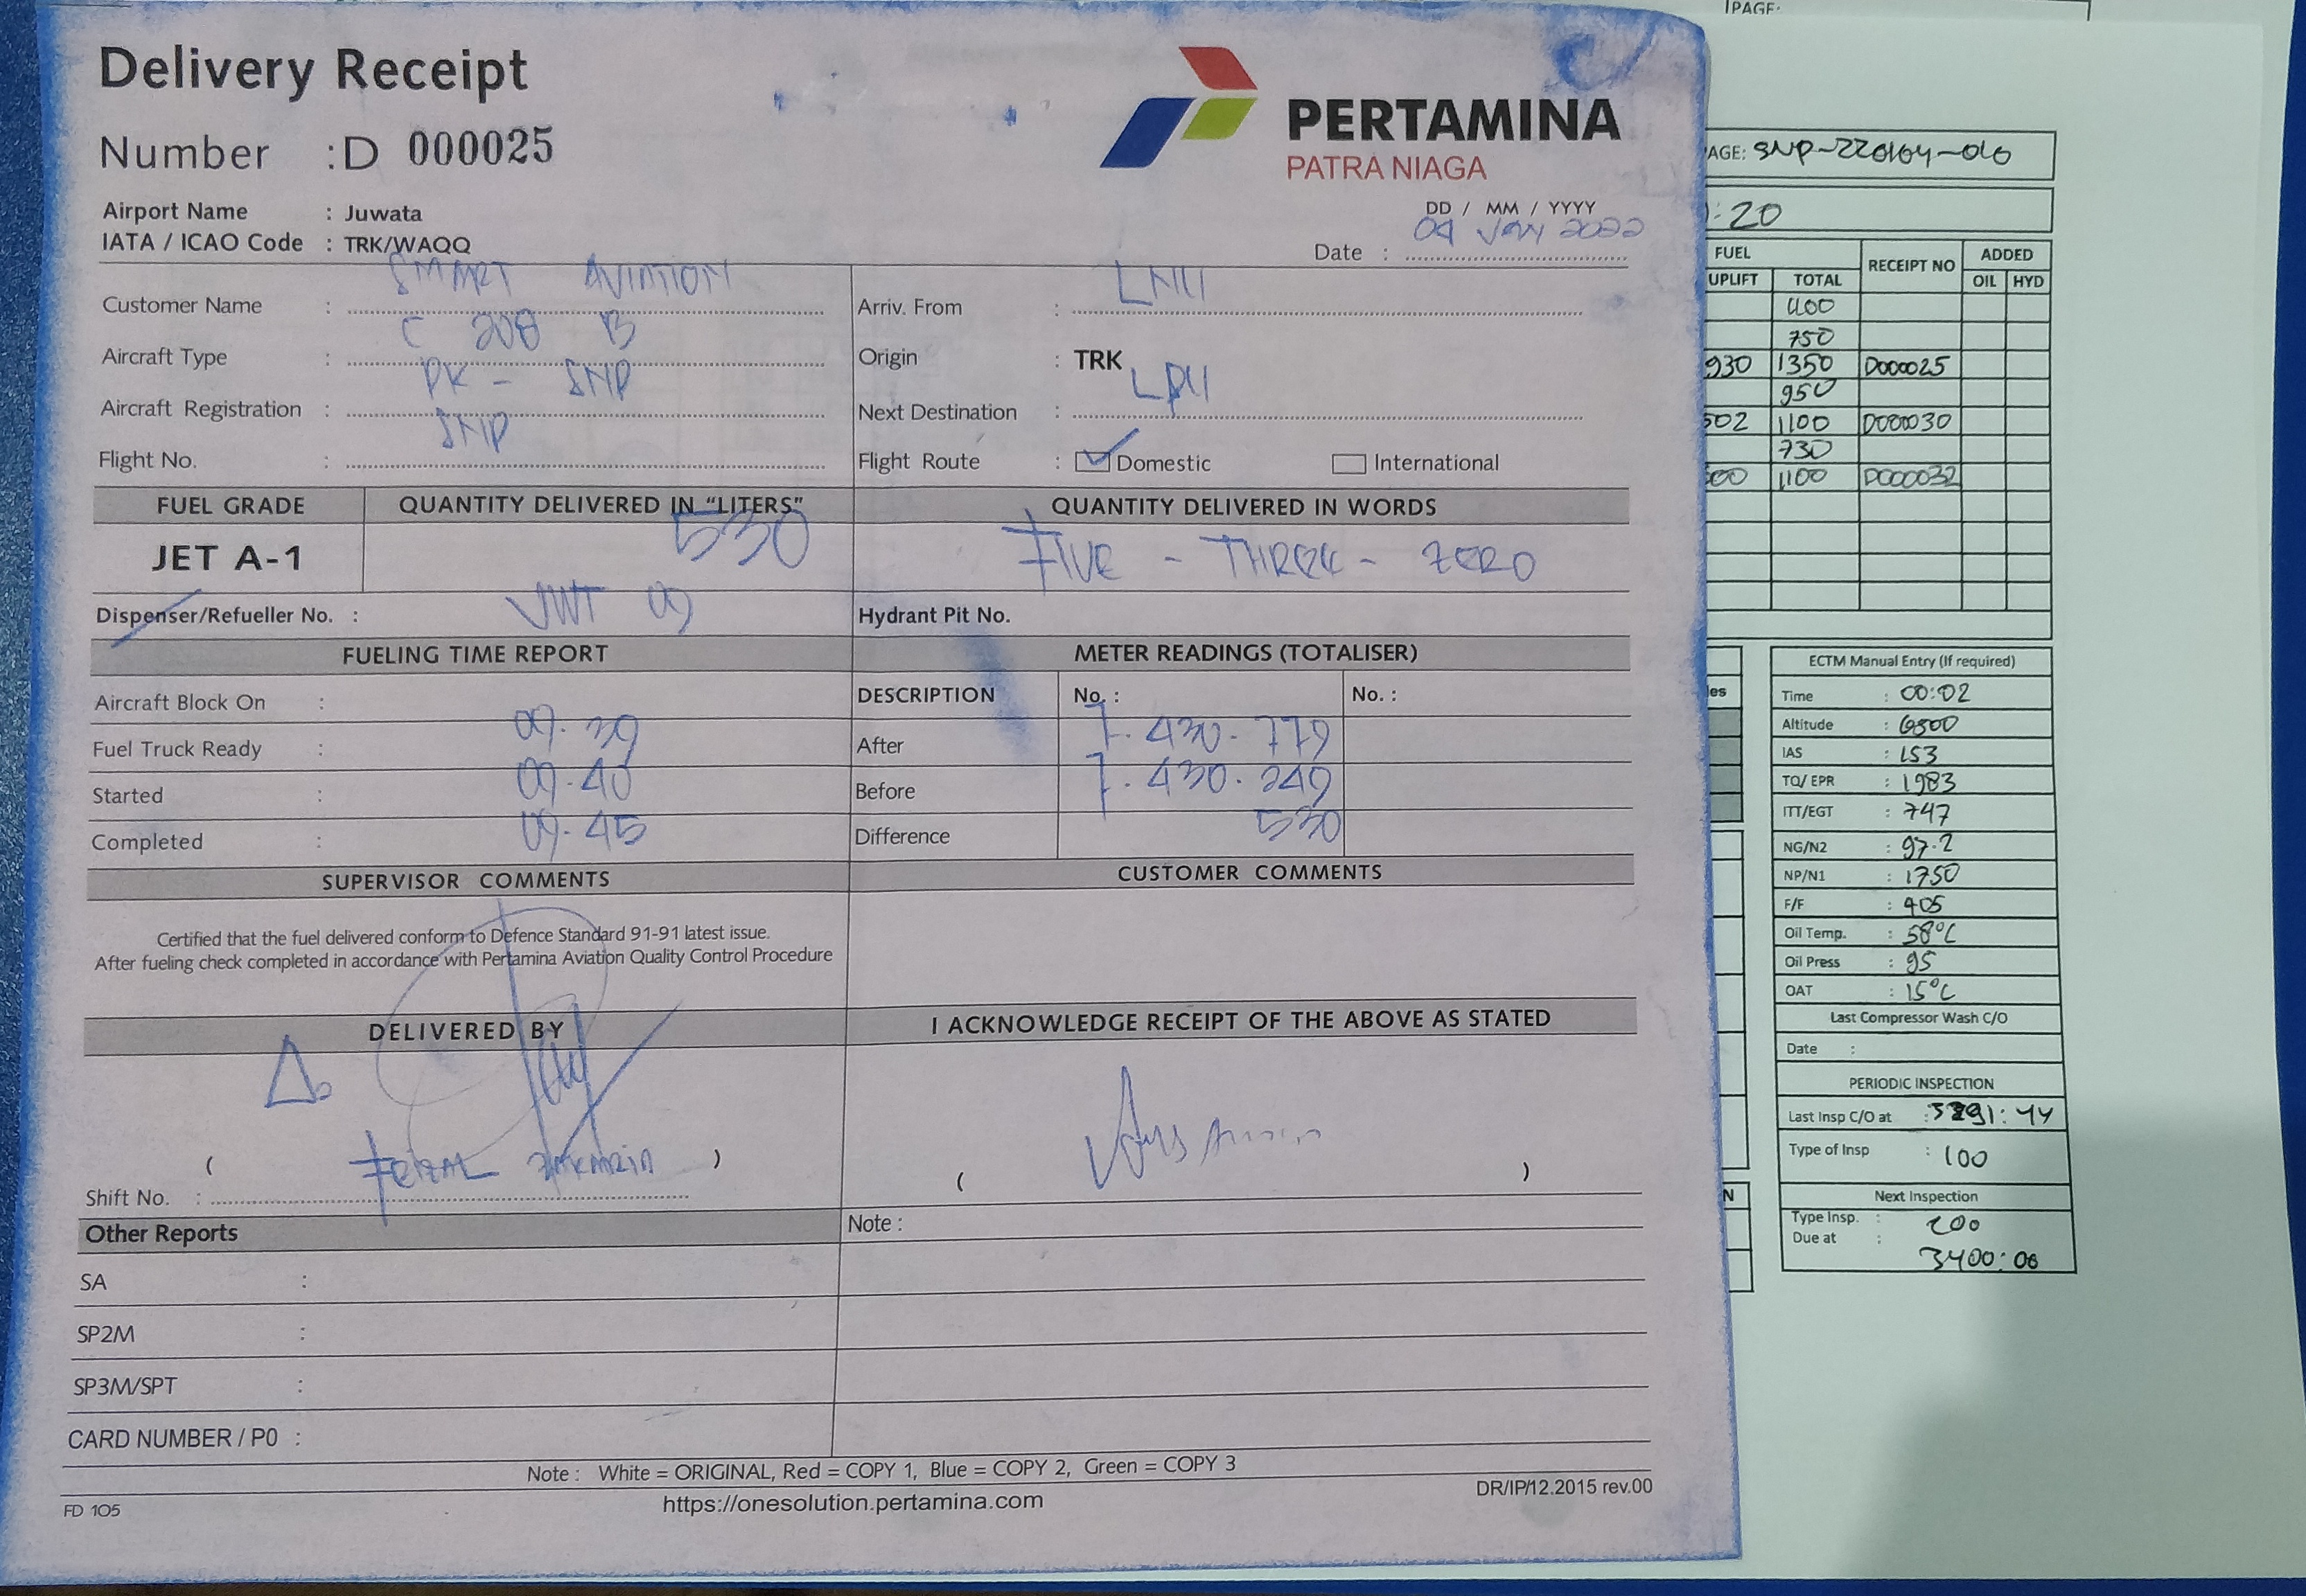 Delivery Receipt
Number : D 000025
PERTAMINA
PATRA NIAGA
Airport Name : Juwata
IATA / ICAO Code : TRK/WAQQ
DD / MM / YYYY
Date : 04 JAN 2022
Customer Name : SMART AVIATION
Aircraft Type : C 208 B
Aircraft Registration : PK - SNP
Flight No. : SNP
Arriv. From : LNU
Origin : TRK
Next Destination : LPU
Flight Route : Domestic International
FUEL GRADE QUANTITY DELIVERED IN "LITERS" QUANTITY DELIVERED IN WORDS
JET A-1 530 FIVE - THREE - ZERO
Dispenser/Refueller No. : 09 Hydrant Pit No.
FUELING TIME REPORT METER READINGS (TOTALISER)
Aircraft Block On :
Fuel Truck Ready : 09.39
Started : 09.40
Completed : 09.45
DESCRIPTION No. : No. :
After 7.430.779
Before 7.430.249
Difference 530
SUPERVISOR COMMENTS CUSTOMER COMMENTS
Certified that the fuel delivered conform to Defence Standard 91-91 latest issue.
After fueling check completed in accordance with Pertamina Aviation Quality Control Procedure
DELIVERED BY I ACKNOWLEDGE RECEIPT OF THE ABOVE AS STATED
( )
( )
Shift No. :
Other Reports Note :
SA :
SP2M :
SP3M/SPT :
CARD NUMBER / P0 :
Note : White = ORIGINAL, Red = COPY 1, Blue = COPY 2, Green = COPY 3
FD 105 https://onesolution.pertamina.com DR/IP/12.2015 rev.00
PAGE:
AGE: SNP-220104-010
:20
FUEL RECEIPT NO ADDED
UPLIFT TOTAL OIL HYD
400
750
930 1350 D000025
950
502 1100 D000030
730
00 1100 D000032
ECTM Manual Entry (If required)
Time : 00:02
Altitude : 6500
IAS : 153
TQ/ EPR : 1983
ITT/EGT : 747
NG/N2 : 97.2
NP/N1 : 1750
F/F : 405
Oil Temp. : 58°C
Oil Press : 95
OAT : 15°C
Last Compressor Wash C/O
Date :
PERIODIC INSPECTION
Last Insp C/O at : 3291:44
Type of Insp : 100
Next Inspection
Type Insp. : 200
Due at : 3400:00